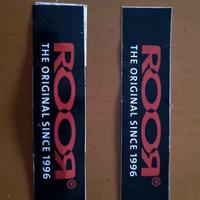 ROOR®
THE ORIGINAL SINCE 1996
ROOR®
THE ORIGINAL SINCE 1996